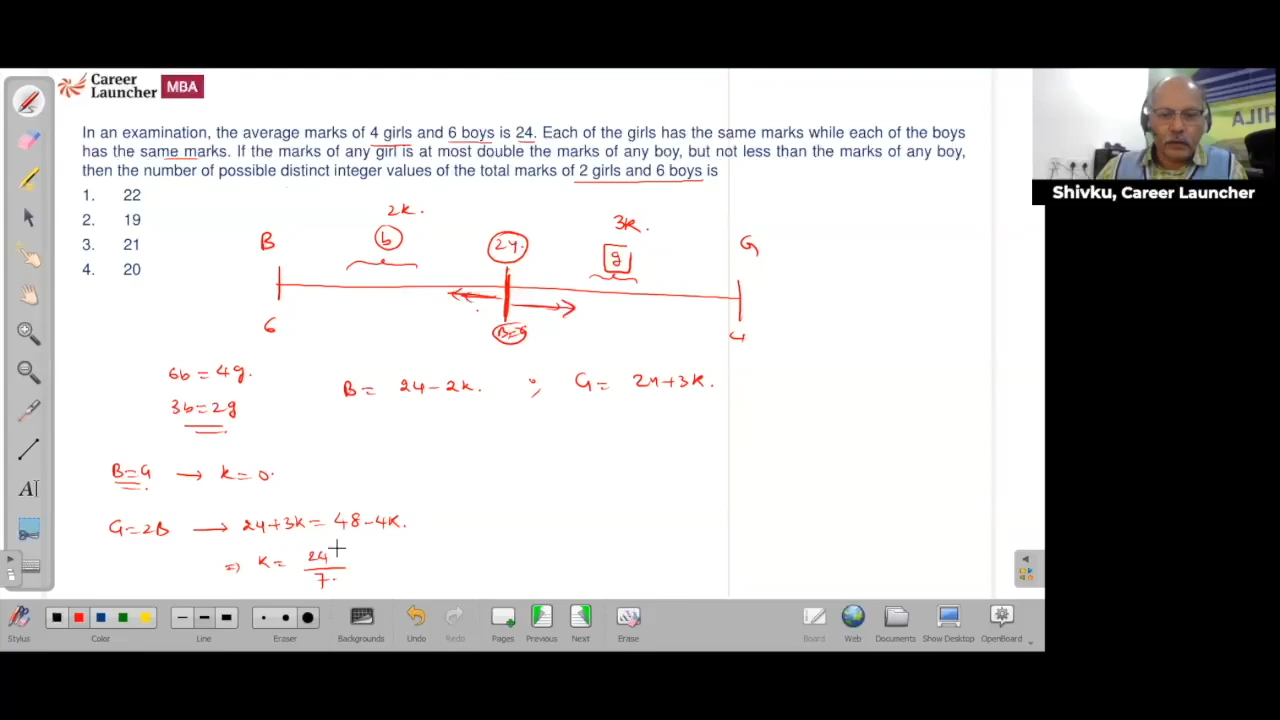 Career
Launcher MBA
In an examination, the average marks of 4 girls and 6 boys is 24. Each of the girls has the same marks while each of the boys
has the same marks. If the marks of any girl is at most double the marks of any boy, but not less than the marks of any boy,
then the number of possible distinct integer values of the total marks of 2 girls and 6 boys is
1. 22
2. 19
3. 21
4. 20
Shivku, Career Launcher
HILA
2k.
3k.
B b 24. g G
6 B=G 4
6b=4g.
3b=2g
B= 24-2k. ; G= 24+3k.
B=G → k=0.
G=2B → 24+3k= 48-4k.
⇒ k= 24
7.
Stylus Color Line Eraser Backgrounds Undo Redo Pages Previous Next Erase Board Web Documents Show Desktop OpenBoard